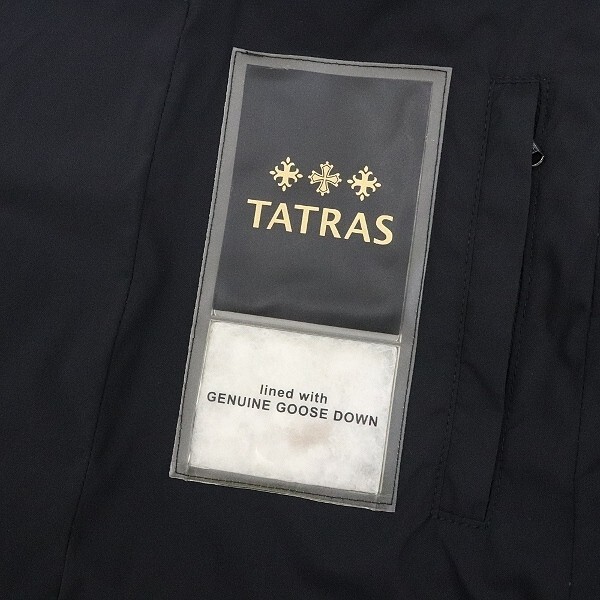 TATRAS
lined with
GENUINE GOOSE DOWN